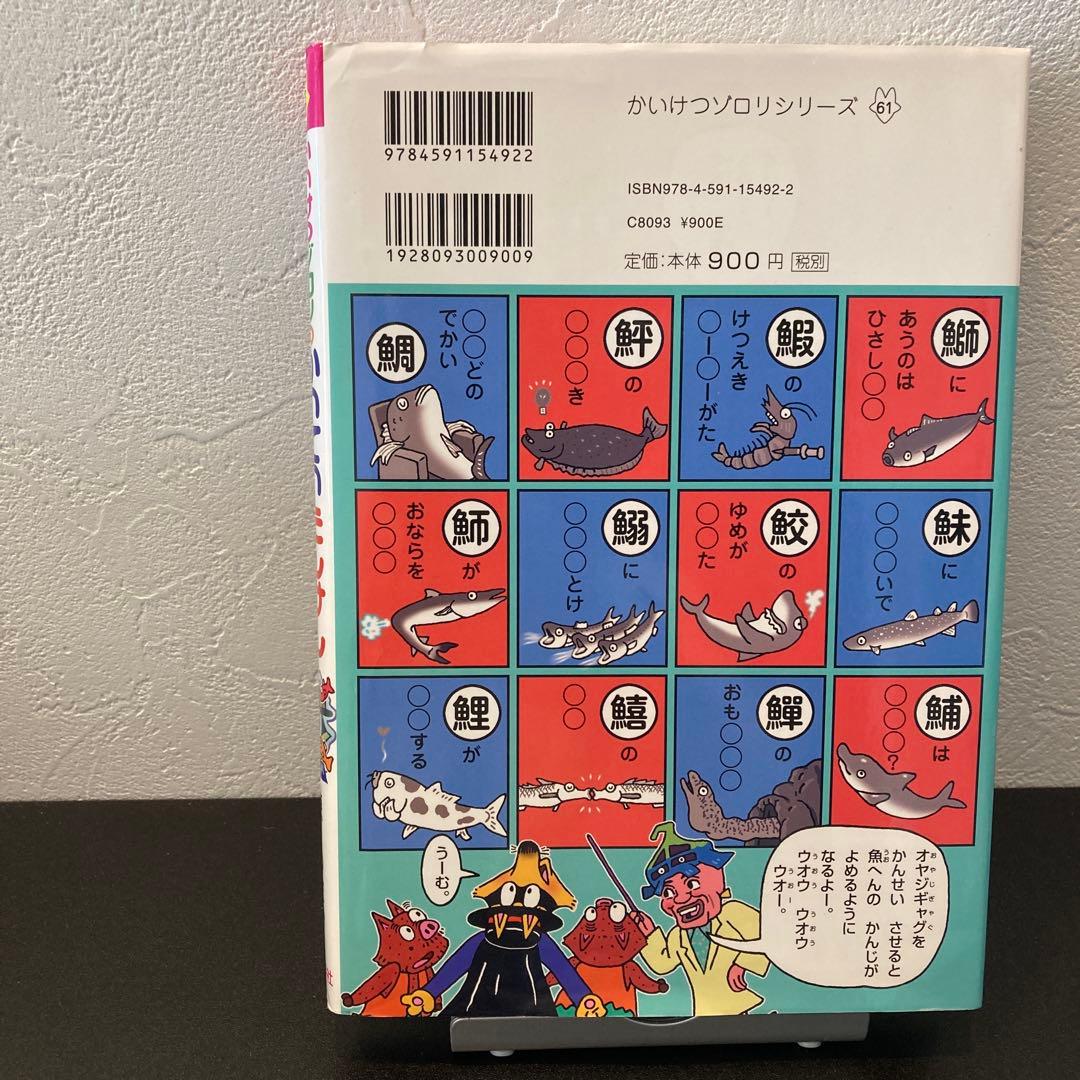 9784591154922
1928093009009
かいけつゾロリシリーズ
61
ISBN978-4-591-15492-2
C8093 ¥900E
定価:本体900円 税別
鰤に
あうのは
ひさし○○
鰕の
けつえき
○ー○ーがた
鮃の
○○○き
○○どの
でかい
鯛
鮇に
○○○いで
鮫の
ゆめが
○○た
鰯に
○○○とけ
魳が
おならを
○○○
鯆は
○○○?
鱓の
おも○○○
鱚の
○○
鯉が
○○する
オヤジギャグを
かんせい させると
魚へんの かんじが
よめるように
なるよー。
ウオウ ウオウ
ウオー。
うーむ。
社